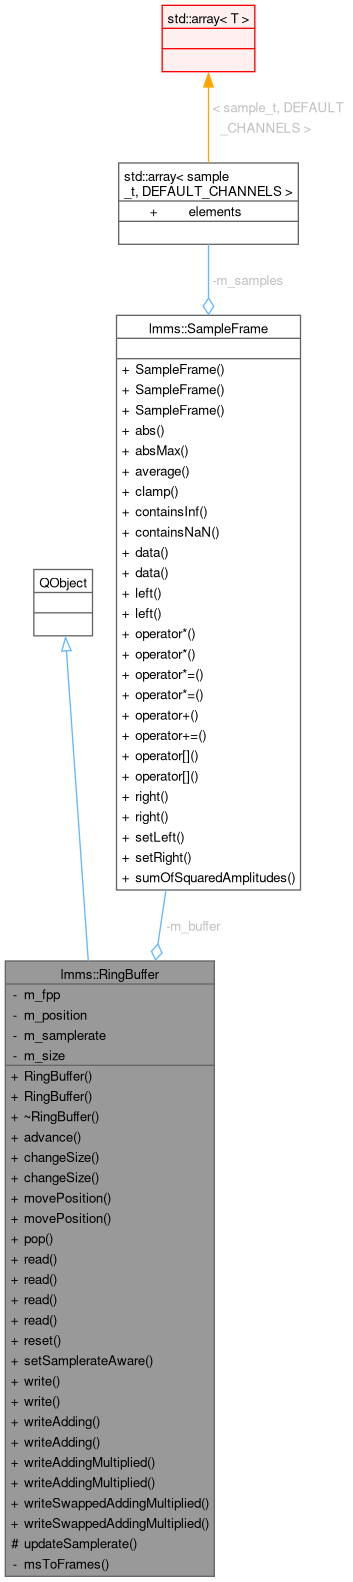 std::array< T >
< sample_t, DEFAULT
_CHANNELS >
std::array< sample
_t, DEFAULT_CHANNELS >
+ elements
-m_samples
lmms::SampleFrame
+ SampleFrame()
+ SampleFrame()
+ SampleFrame()
+ abs()
+ absMax()
+ average()
+ clamp()
+ containsInf()
+ containsNaN()
+ data()
+ data()
+ left()
+ left()
+ operator*()
+ operator*()
+ operator*=()
+ operator*=()
+ operator+()
+ operator+=()
+ operator[]()
+ operator[]()
+ right()
+ right()
+ setLeft()
+ setRight()
+ sumOfSquaredAmplitudes()
QObject
-m_buffer
lmms::RingBuffer
- m_fpp
- m_position
- m_samplerate
- m_size
+ RingBuffer()
+ RingBuffer()
+ ~RingBuffer()
+ advance()
+ changeSize()
+ changeSize()
+ movePosition()
+ movePosition()
+ pop()
+ read()
+ read()
+ read()
+ read()
+ reset()
+ setSamplerateAware()
+ write()
+ write()
+ writeAdding()
+ writeAdding()
+ writeAddingMultiplied()
+ writeAddingMultiplied()
+ writeSwappedAddingMultiplied()
+ writeSwappedAddingMultiplied()
# updateSamplerate()
- msToFrames()